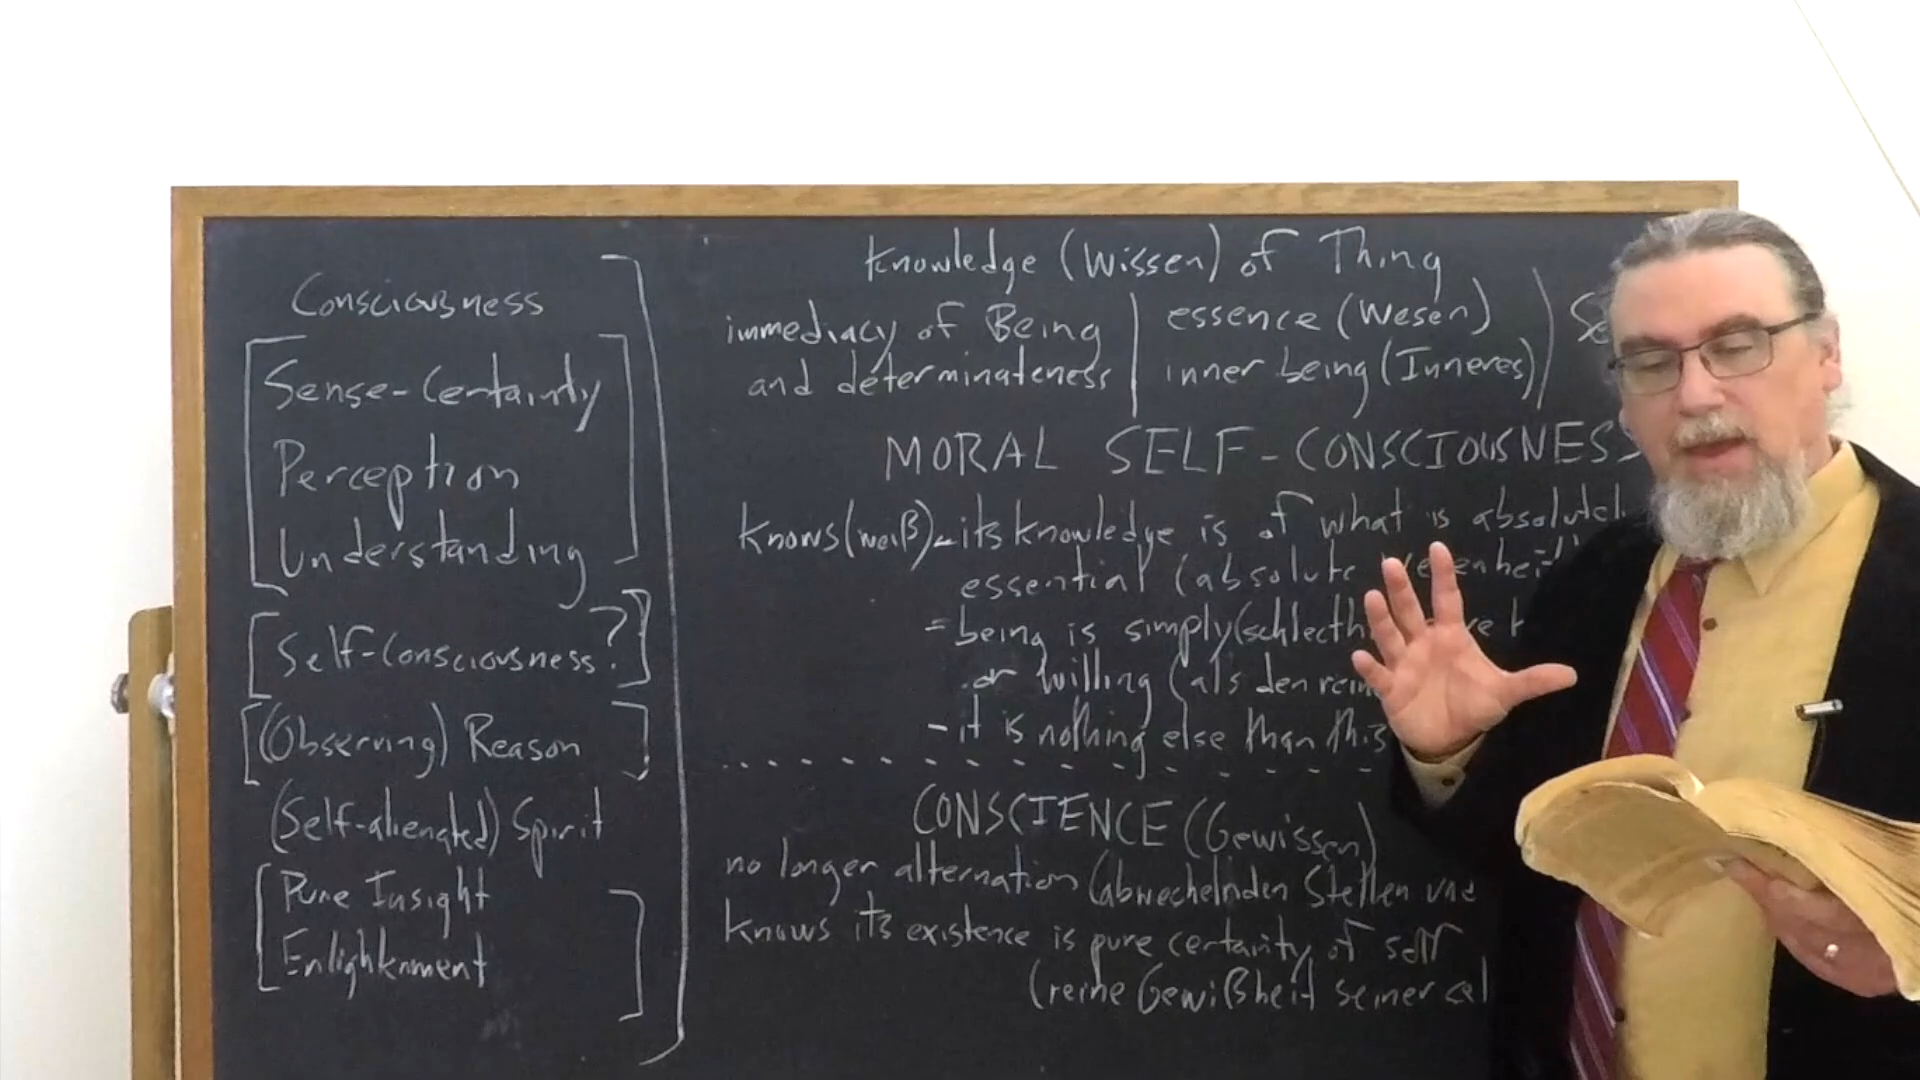 Consciousness
[Sense-Certainty
Perception
Understanding]
[Self-Consciousness?]
[(Observing) Reason]
(Self-alienated) Spirit
[Pure Insight
Enlightenment]
Knowledge (Wissen) of Thing
immediacy of Being
and determinateness
essence (Wesen)
inner being (Inneres)
MORAL SELF-CONSCIOUSNESS
knows (weiß) - its knowledge is of what is
essential (absolute
= being is simply
or willing (als den
- it is nothing else than this
CONSCIENCE (Gewissen)
no longer alternation (abwechelnden Stellen und
knows its existence is pure certainty of self
(reine Gewißheit seiner